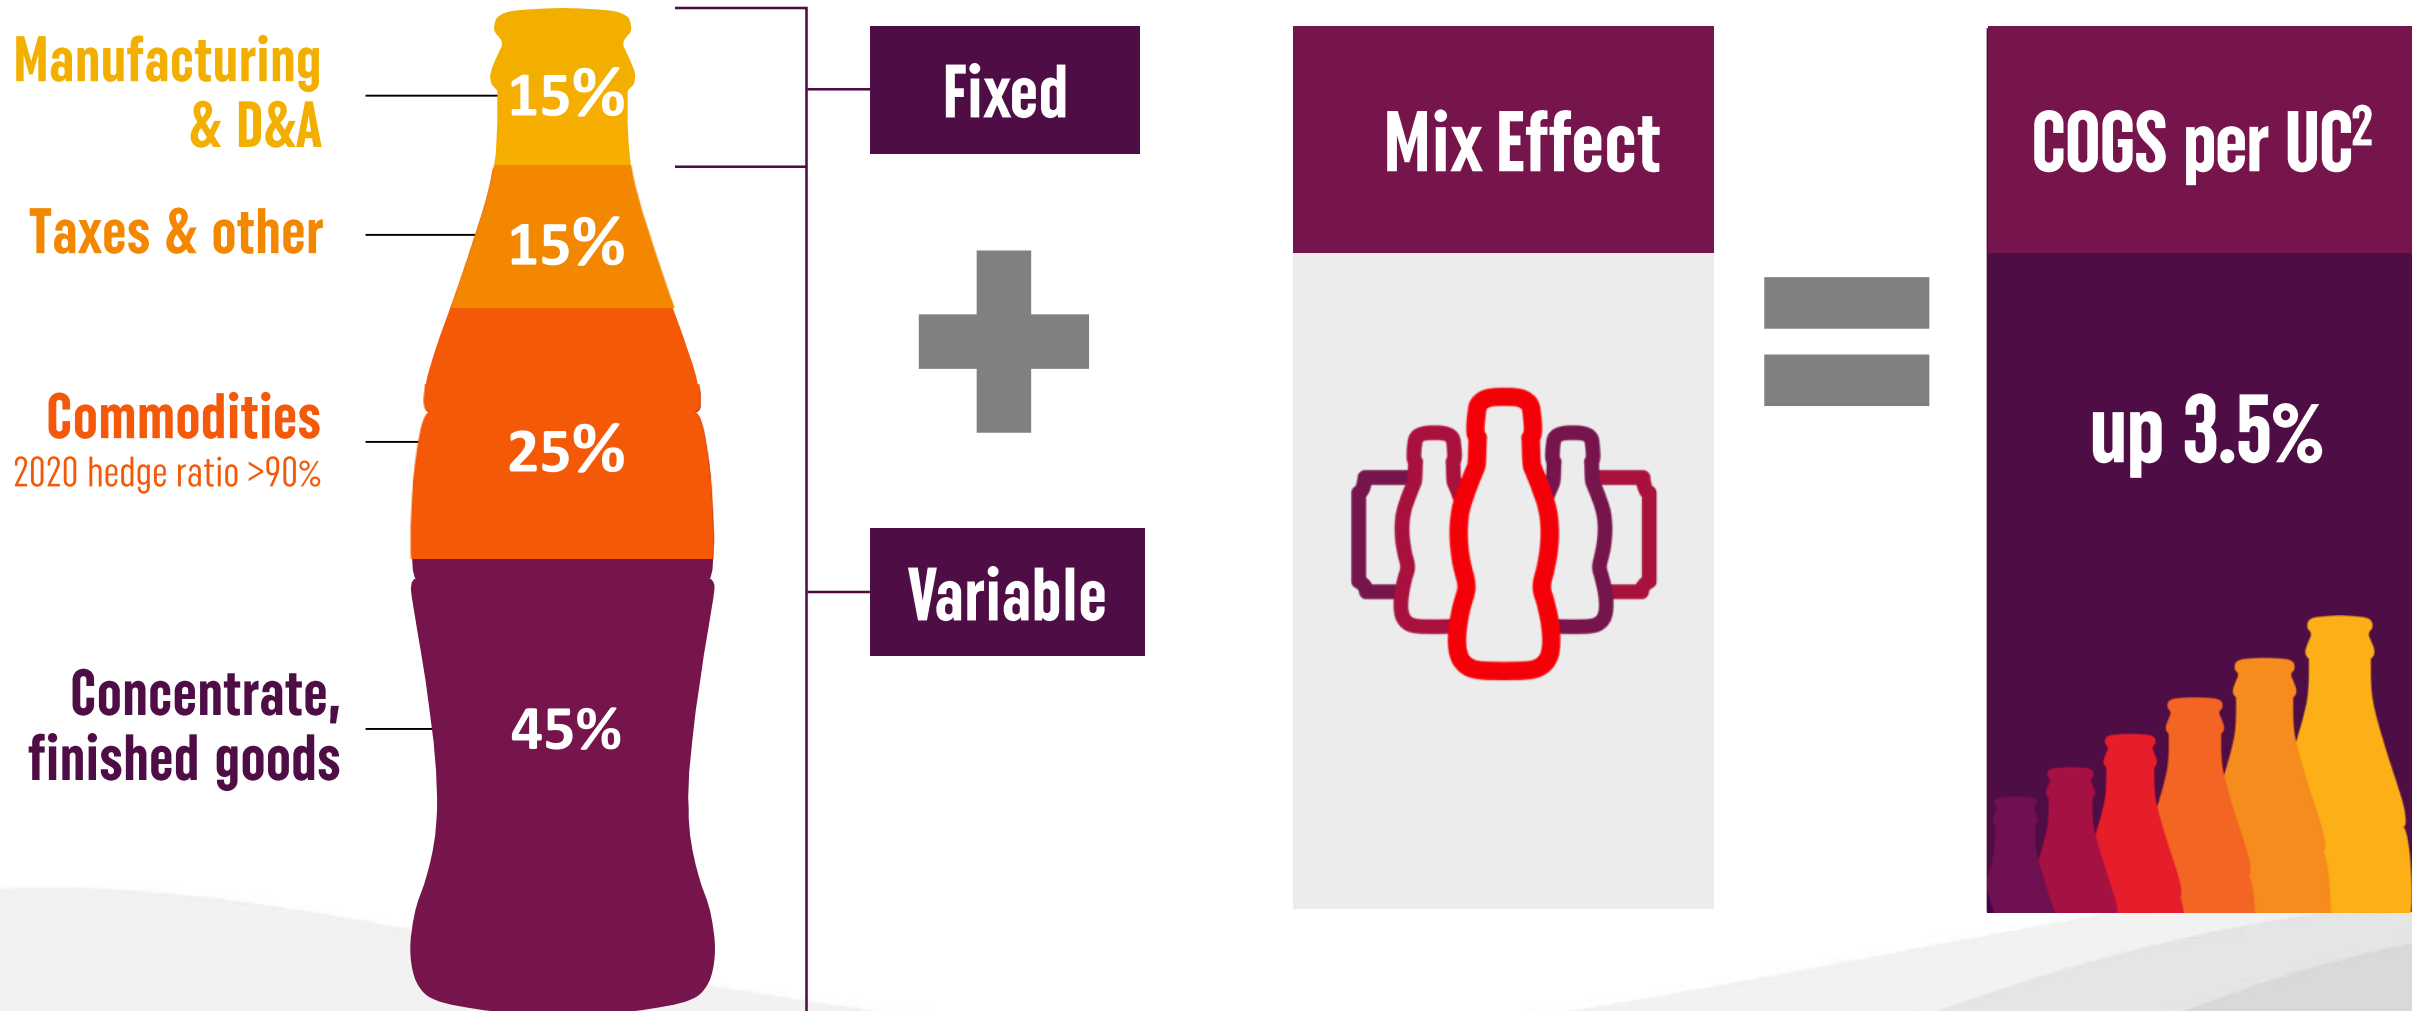 Manufacturing
& D&A
15%
Taxes & other
15%
Commodities
2020 hedge ratio >90%
25%
Concentrate,
finished goods
45%
Fixed
Variable
Mix Effect
COGS per UC²
up 3.5%